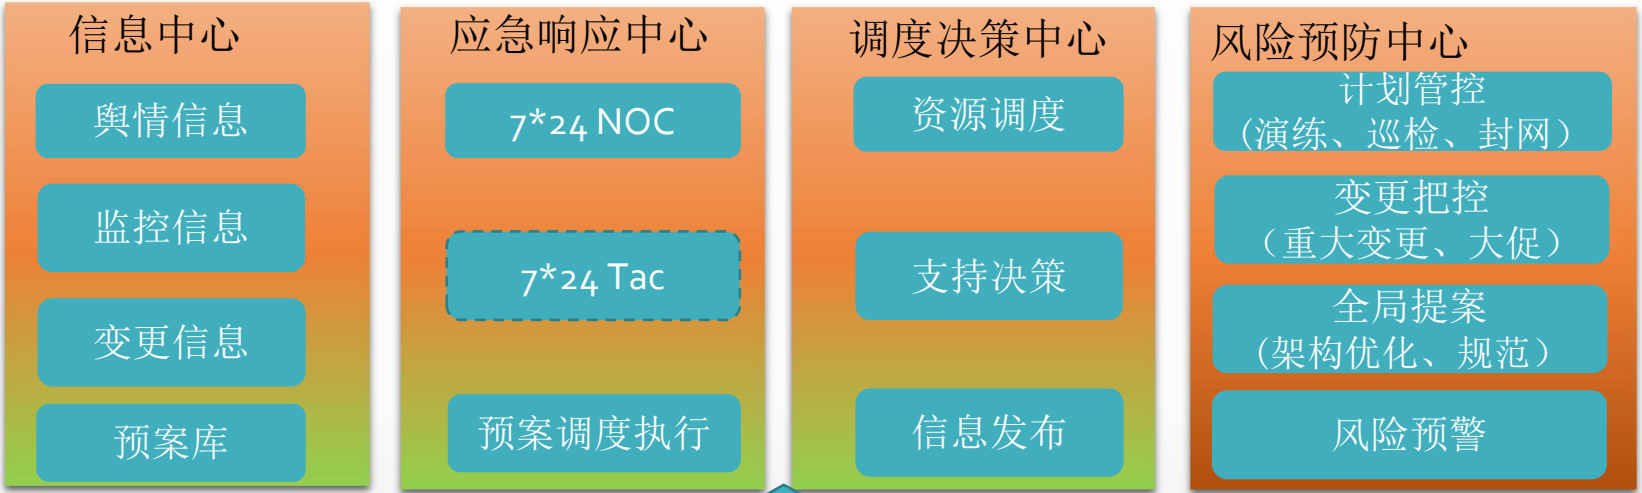 信息中心
舆情信息
监控信息
变更信息
预案库
应急响应中心
7*24 NOC
7*24 Tac
预案调度执行
调度决策中心
资源调度
支持决策
信息发布
风险预防中心
计划管控
(演练、巡检、封网）
变更把控
（重大变更、大促）
全局提案
（架构优化、规范）
风险预警